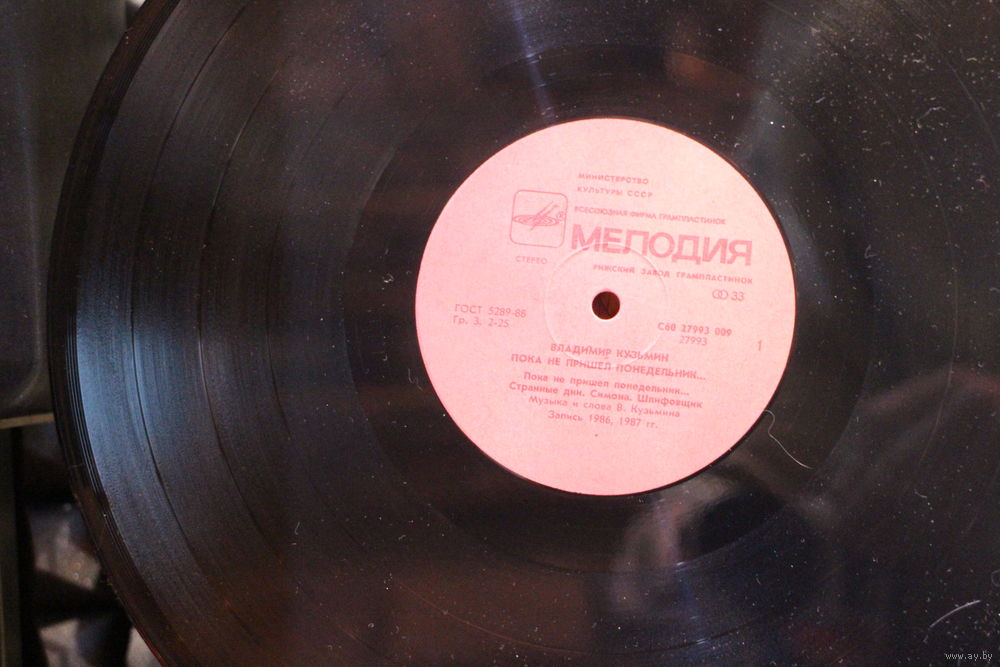 МИНИСТЕРСТВО
КУЛЬТУРЫ СССР
ВСЕСОЮЗНАЯ ФИРМА ГРАМПЛАСТИНОК
®
МЕЛОДИЯ
СТЕРЕО
РИЖСКИЙ ЗАВОД ГРАМПЛАСТИНОК
33
ГОСТ 5289-88
Гр. 3. 2-25
С60 27993 009
27993
1
ВЛАДИМИР КУЗЬМИН
ПОКА НЕ ПРИШЕЛ ПОНЕДЕЛЬНИК...
Пока не пришел понедельник...
Странные дни. Симона. Шлифовщик
Музыка и слова В. Кузьмина
Запись 1986, 1987 гг.
www.ay.by